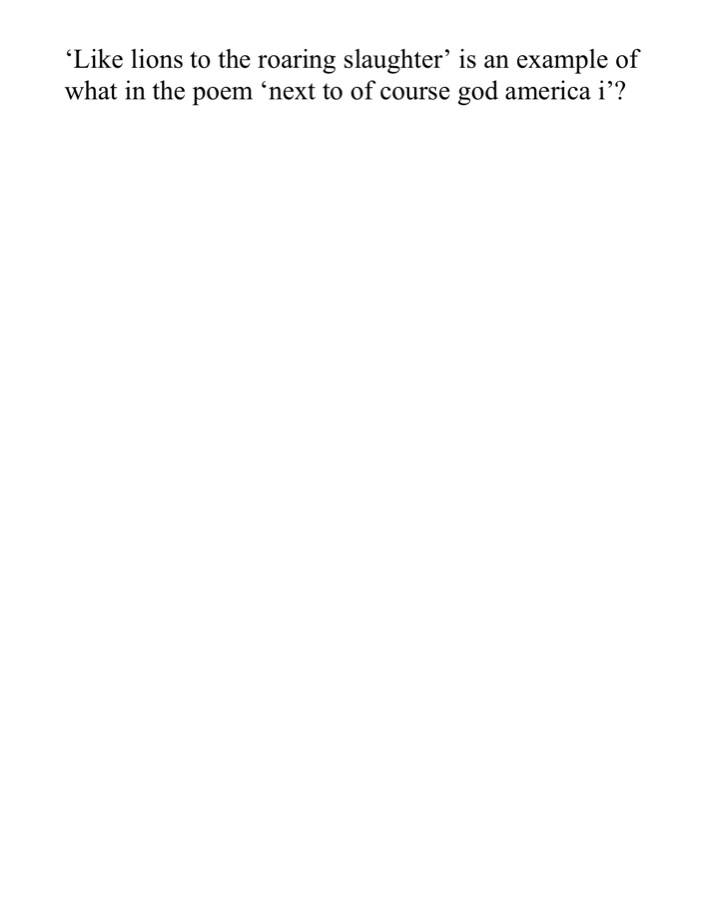 ‘Like lions to the roaring slaughter’ is an example of
what in the poem ‘next to of course god america i’?